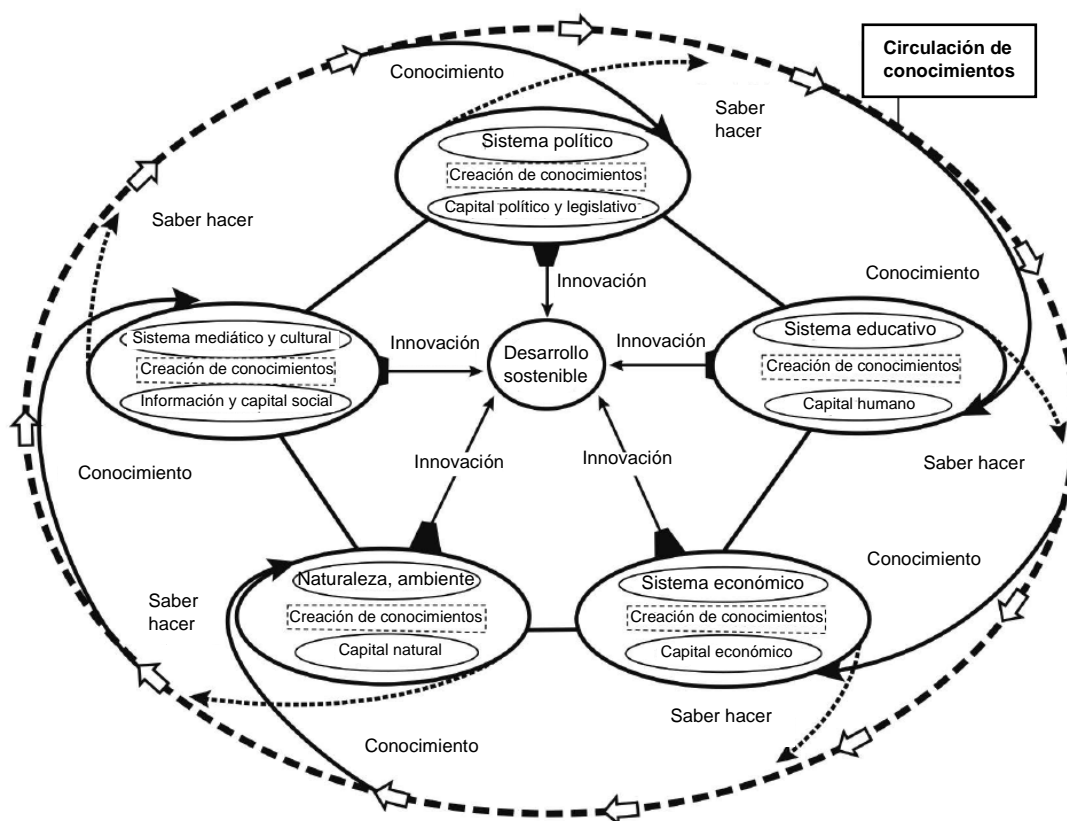 Circulación de
conocimientos
Conocimiento
Saber
hacer
Sistema político
Creación de conocimientos
Capital político y legislativo
Saber hacer
Innovación
Conocimiento
Sistema mediático y cultural
Creación de conocimientos
Información y capital social
Innovación
Desarrollo
sostenible
Innovación
Sistema educativo
Creación de conocimientos
Capital humano
Conocimiento
Innovación
Innovación
Saber hacer
Naturaleza, ambiente
Creación de conocimientos
Capital natural
Sistema económico
Creación de conocimientos
Capital económico
Conocimiento
Saber
hacer
Saber hacer
Conocimiento